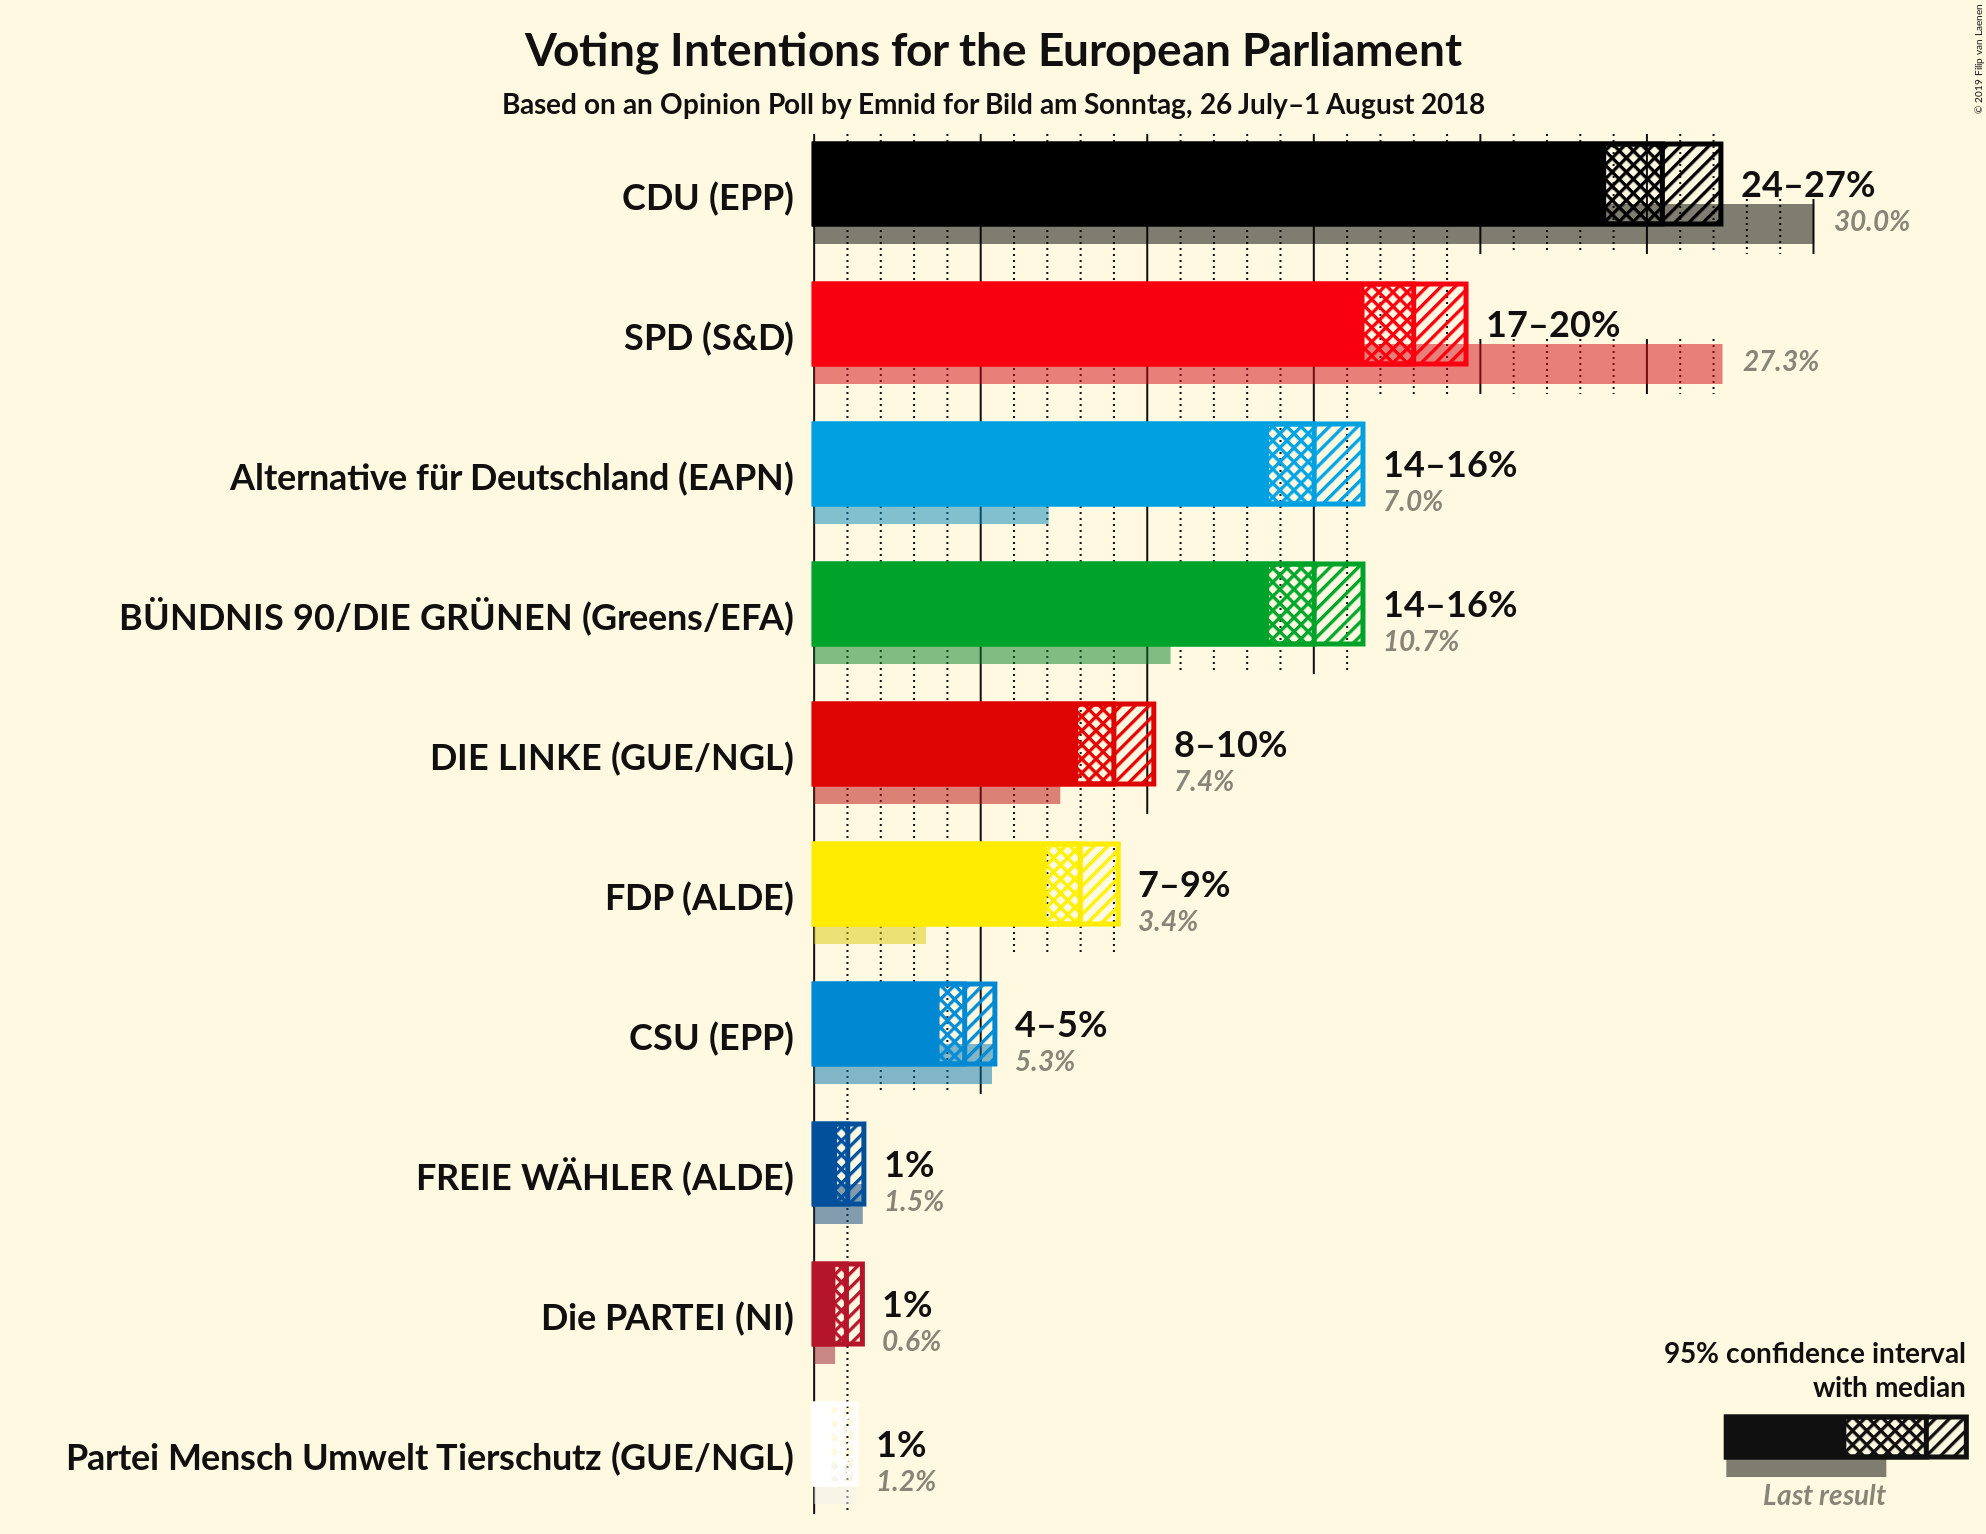 Voting Intentions for the European Parliament
Based on an Opinion Poll by Emnid for Bild am Sonntag, 26 July–1 August 2018
© 2019 Filip van Laenen
CDU (EPP)
24–27%
30.0%
SPD (S&D)
17–20%
27.3%
Alternative für Deutschland (EAPN)
14–16%
7.0%
BÜNDNIS 90/DIE GRÜNEN (Greens/EFA)
14–16%
10.7%
DIE LINKE (GUE/NGL)
8–10%
7.4%
FDP (ALDE)
7–9%
3.4%
CSU (EPP)
4–5%
5.3%
FREIE WÄHLER (ALDE)
1%
1.5%
Die PARTEI (NI)
1%
0.6%
Partei Mensch Umwelt Tierschutz (GUE/NGL)
1%
1.2%
95% confidence interval
with median
Last result